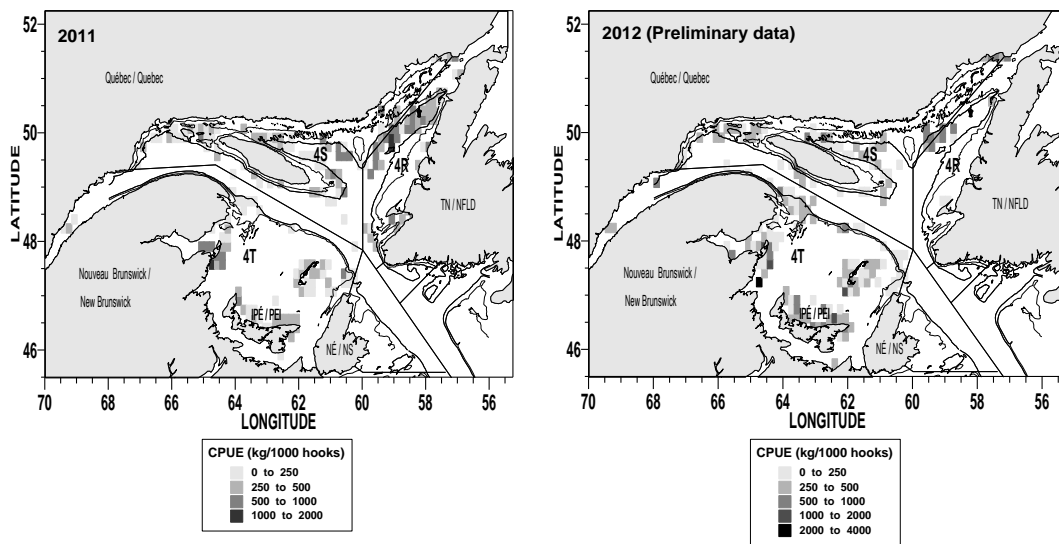 2011
Québec / Quebec
4S
4R
TN / NFLD
4T
Nouveau Brunswick /
New Brunswick
IPÉ / PEI
NÉ / NS
LATITUDE
52
50
48
46
70 68 66 64 62 60 58 56
LONGITUDE
CPUE (kg/1000 hooks)
0 to 250
250 to 500
500 to 1000
1000 to 2000
2012 (Preliminary data)
Québec / Quebec
4S
4R
TN / NFLD
4T
Nouveau Brunswick /
New Brunswick
IPÉ / PEI
NÉ / NS
LATITUDE
52
50
48
46
70 68 66 64 62 60 58 56
LONGITUDE
CPUE (kg/1000 hooks)
0 to 250
250 to 500
500 to 1000
1000 to 2000
2000 to 4000